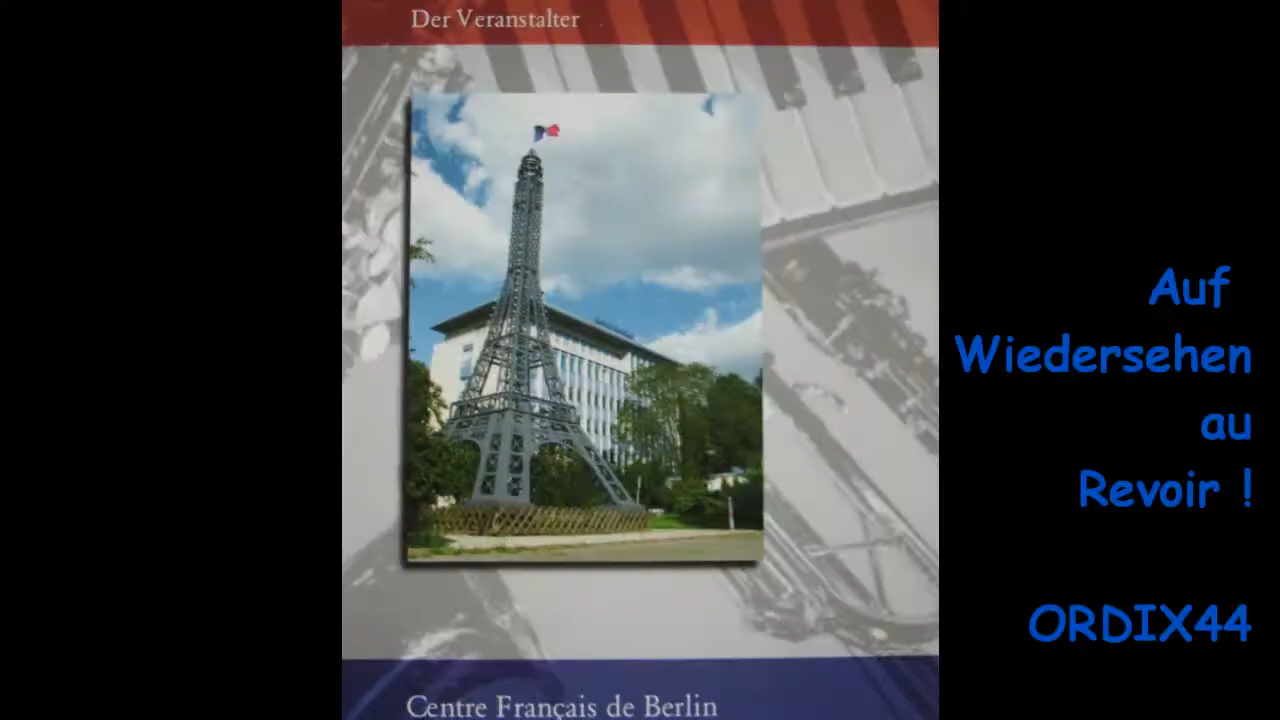 Der Veranstalter
Auf
Wiedersehen
au
Revoir !
ORDIX44
Centre Français de Berlin